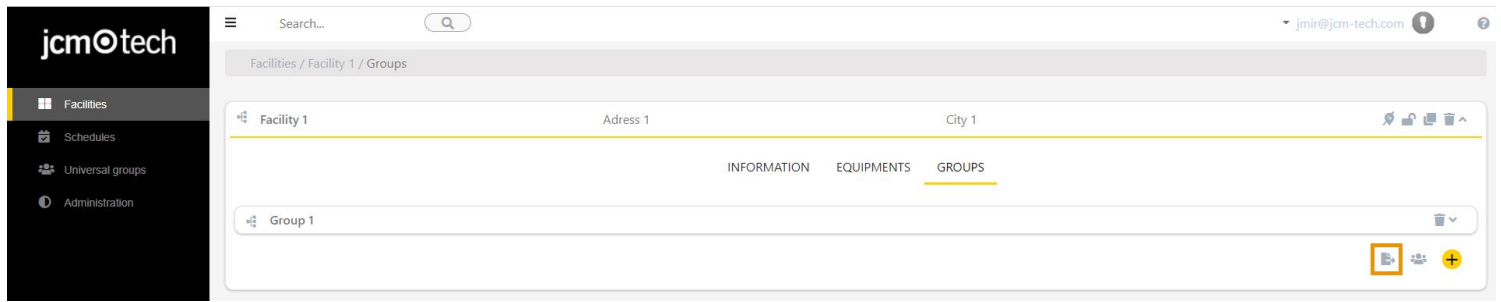 jcm tech
Search...
jmir@jcm-tech.com
Facilities / Facility 1 / Groups
Facilities
Schedules
Universal groups
Administration
Facility 1 Adress 1 City 1
INFORMATION EQUIPMENTS GROUPS
Group 1